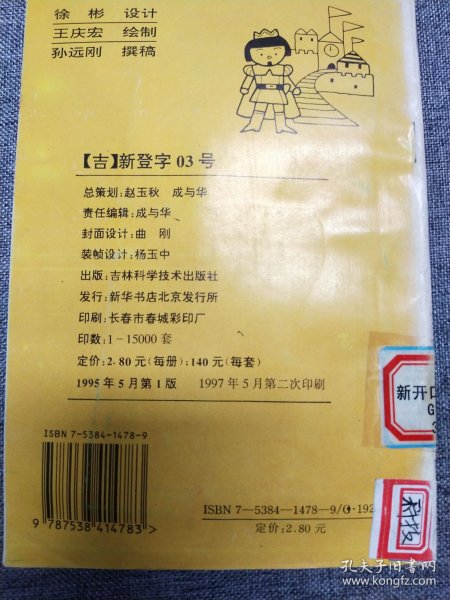 徐 彬 设计
王庆宏 绘制
孙远刚 撰稿
【吉】新登字 03 号
总策划:赵玉秋 成与华
责任编辑:成与华
封面设计:曲 刚
装帧设计:杨玉中
出版:吉林科学技术出版社
发行:新华书店北京发行所
印刷:长春市春城彩印厂
印数:1-15000 套
定价:2.80元(每册);140元(每套)
1995 年 5 月第 1 版 1997 年 5 月第二次印刷
新开口
G
ISBN 7-5384-1478-9
9 787538 414783 >
ISBN 7—5384—1478—9/G·192
定价:2.80 元
孔夫子旧书网
www.kongfz.com